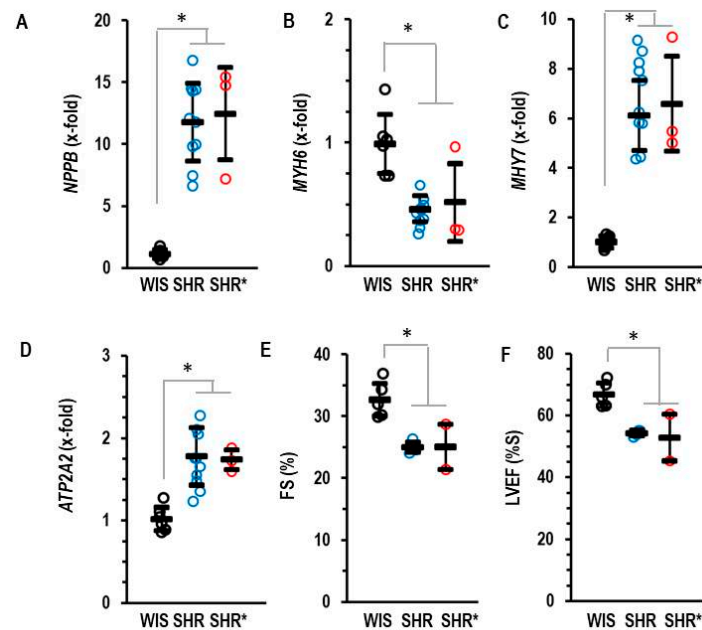 A
*
NPPB (x-fold)
20
15
10
5
0
WIS SHR SHR*
B
*
MYH6 (x-fold)
2
1
0
WIS SHR SHR*
C
*
MHY7 (x-fold)
10
8
6
4
2
0
WIS SHR SHR*
D
*
ATP2A2 (x-fold)
3
2
1
0
WIS SHR SHR*
E
*
FS (%)
40
30
20
10
0
WIS SHR SHR*
F
*
LVEF (%S)
80
60
40
20
0
WIS SHR SHR*